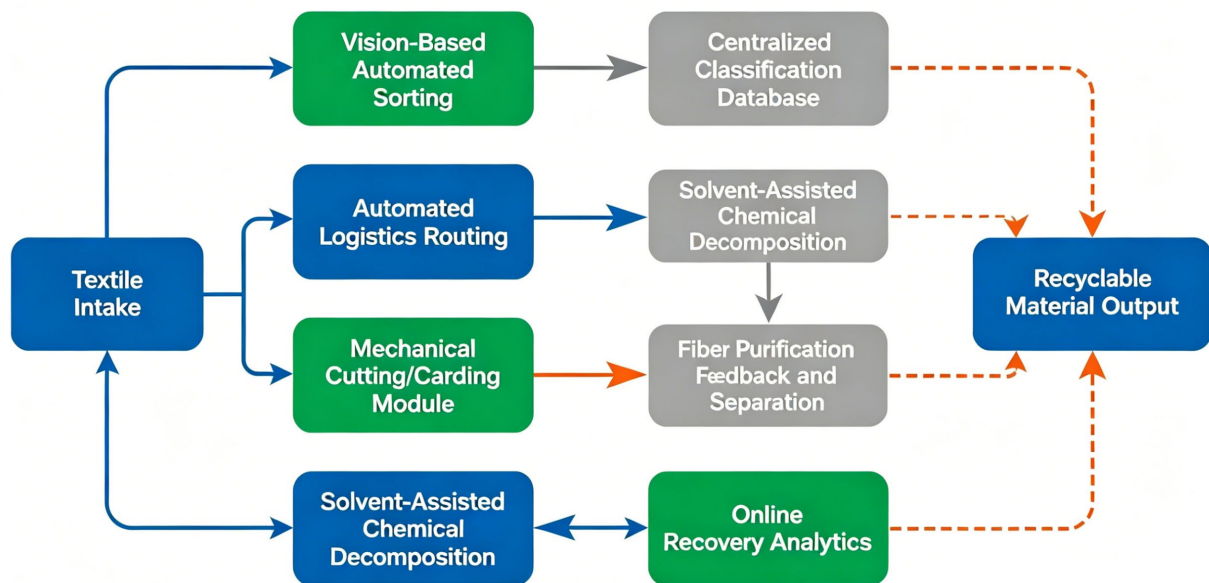 Vision-Based
Automated
Sorting
Centralized
Classification
Database
Automated
Logistics Routing
Solvent-Assisted
Chemical
Decomposition
Textile
Intake
Recyclable
Material Output
Mechanical
Cutting/Carding
Module
Fiber Purification
Feedback and
Separation
Solvent-Assisted
Chemical
Decomposition
Online
Recovery Analytics